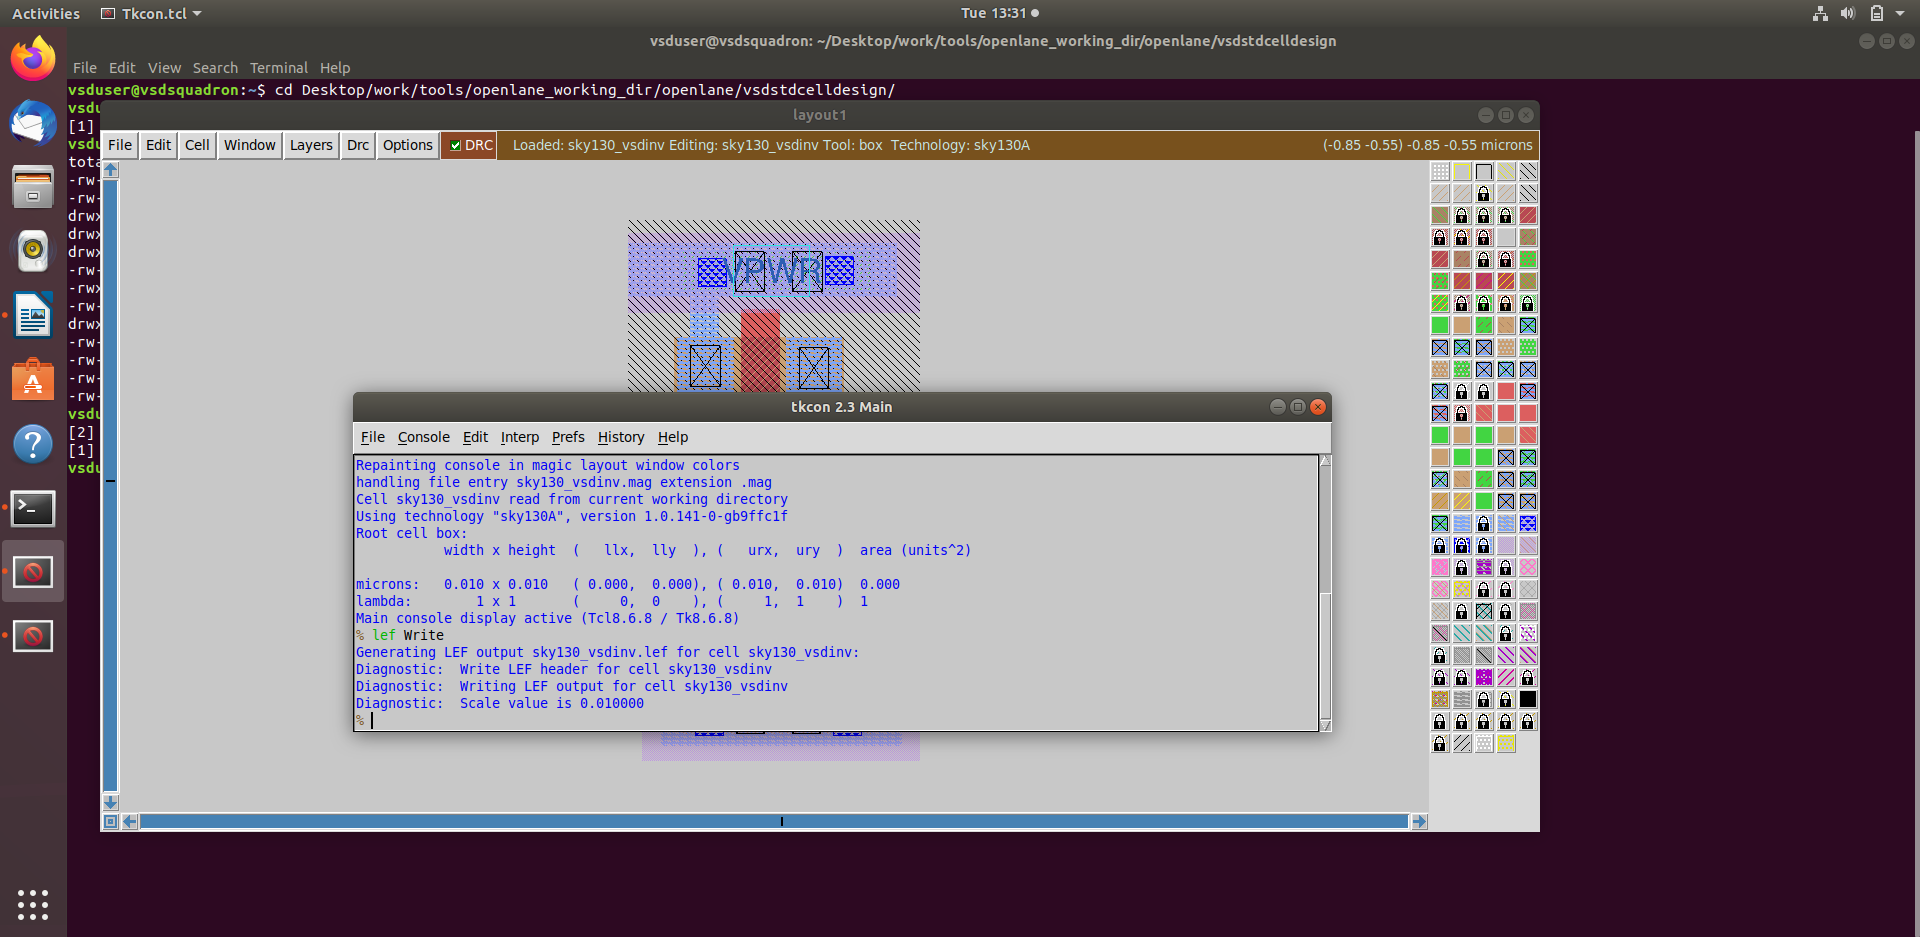 Activities Tkcon.tcl Tue 13:31
vsduser@vsdsquadron: ~/Desktop/work/tools/openlane_working_dir/openlane/vsdstdcelldesign
File Edit View Search Terminal Help
vsduser@vsdsquadron:~$ cd Desktop/work/tools/openlane_working_dir/openlane/vsdstdcelldesign/
vsdu
layout1
[1]
vsdu
File Edit Cell Window Layers Drc Options DRC Loaded: sky130_vsdinv Editing: sky130_vsdinv Tool: box Technology: sky130A (-0.85 -0.55) -0.85 -0.55 microns
tota
-rw-
-rw-
drwx
drwx
drwx
-rw-
-rw-
-rw-
drwx
-rw-
-rw-
-rw-
-rw-
vsdu
[2]
[1]
vsdu
VPWR
tkcon 2.3 Main
File Console Edit Interp Prefs History Help
Repainting console in magic layout window colors
handling file entry sky130_vsdinv.mag extension .mag
Cell sky130_vsdinv read from current working directory
Using technology "sky130A", version 1.0.141-0-gb9ffc1f
Root cell box:
width x height ( llx, lly ), ( urx, ury ) area (units^2)
microns: 0.010 x 0.010 ( 0.000, 0.000), ( 0.010, 0.010) 0.000
lambda: 1 x 1 ( 0, 0 ), ( 1, 1 ) 1
Main console display active (Tcl8.6.8 / Tk8.6.8)
% lef Write
Generating LEF output sky130_vsdinv.lef for cell sky130_vsdinv:
Diagnostic: Write LEF header for cell sky130_vsdinv
Diagnostic: Writing LEF output for cell sky130_vsdinv
Diagnostic: Scale value is 0.010000
%